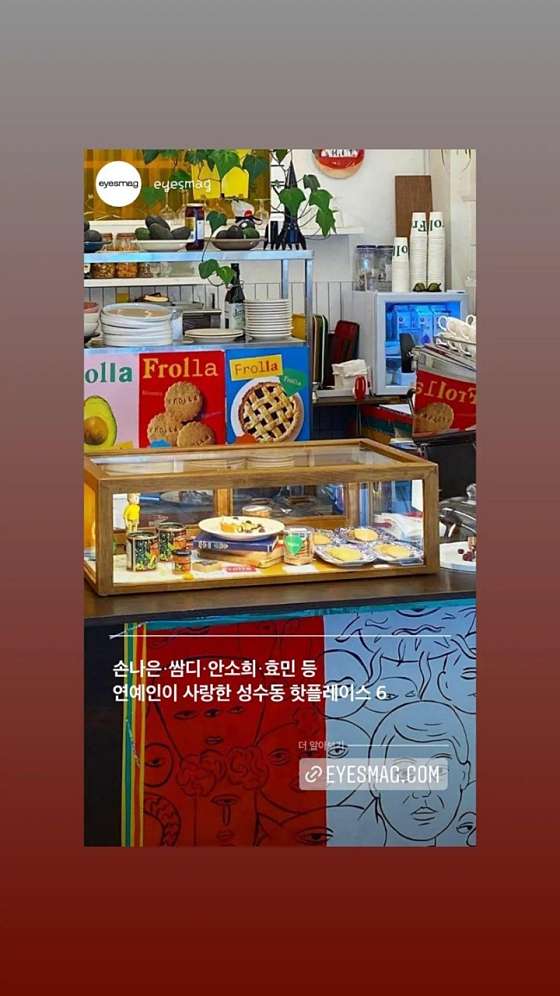 eyesmag
eyesmag
Frolla
Frolla
olla
Frolla
Frolla
손나은·쌈디·안소희·효민 등
연예인이 사랑한 성수동 핫플레이스 6
더 알아보기
EYESMAG.COM